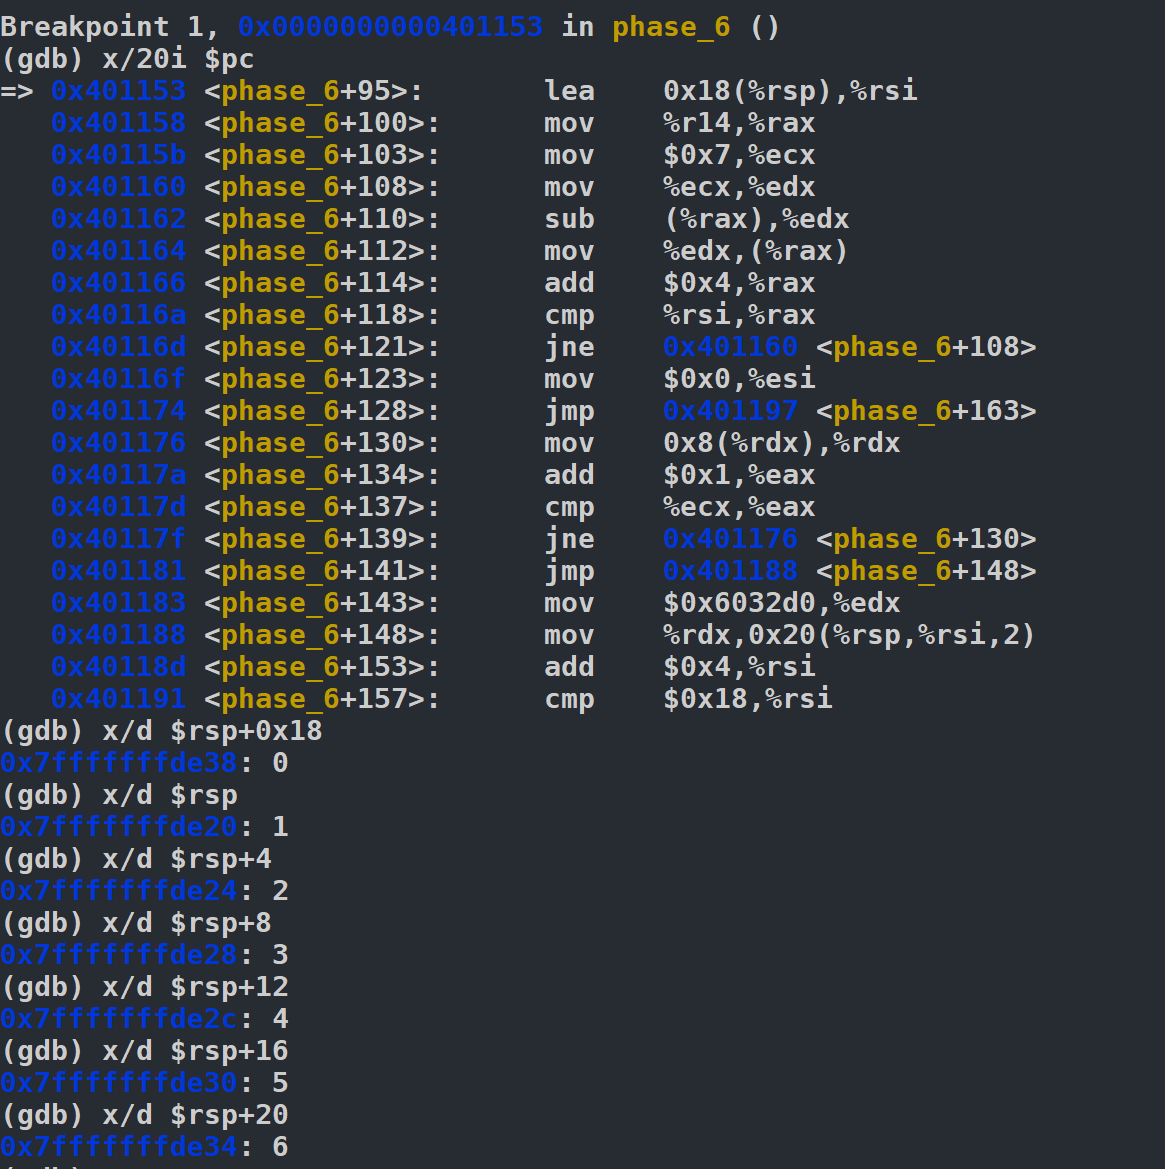 Breakpoint 1, 0x0000000000401153 in phase_6 ()
(gdb) x/20i $pc
=> 0x401153 <phase_6+95>:       lea    0x18(%rsp),%rsi
   0x401158 <phase_6+100>:      mov    %r14,%rax
   0x40115b <phase_6+103>:      mov    $0x7,%ecx
   0x401160 <phase_6+108>:      mov    %ecx,%edx
   0x401162 <phase_6+110>:      sub    (%rax),%edx
   0x401164 <phase_6+112>:      mov    %edx,(%rax)
   0x401166 <phase_6+114>:      add    $0x4,%rax
   0x40116a <phase_6+118>:      cmp    %rsi,%rax
   0x40116d <phase_6+121>:      jne    0x401160 <phase_6+108>
   0x40116f <phase_6+123>:      mov    $0x0,%esi
   0x401174 <phase_6+128>:      jmp    0x401197 <phase_6+163>
   0x401176 <phase_6+130>:      mov    0x8(%rdx),%rdx
   0x40117a <phase_6+134>:      add    $0x1,%eax
   0x40117d <phase_6+137>:      cmp    %ecx,%eax
   0x40117f <phase_6+139>:      jne    0x401176 <phase_6+130>
   0x401181 <phase_6+141>:      jmp    0x401188 <phase_6+148>
   0x401183 <phase_6+143>:      mov    $0x6032d0,%edx
   0x401188 <phase_6+148>:      mov    %rdx,0x20(%rsp,%rsi,2)
   0x40118d <phase_6+153>:      add    $0x4,%rsi
   0x401191 <phase_6+157>:      cmp    $0x18,%rsi
(gdb) x/d $rsp+0x18
0x7fffffffde38: 0
(gdb) x/d $rsp
0x7fffffffde20: 1
(gdb) x/d $rsp+4
0x7fffffffde24: 2
(gdb) x/d $rsp+8
0x7fffffffde28: 3
(gdb) x/d $rsp+12
0x7fffffffde2c: 4
(gdb) x/d $rsp+16
0x7fffffffde30: 5
(gdb) x/d $rsp+20
0x7fffffffde34: 6